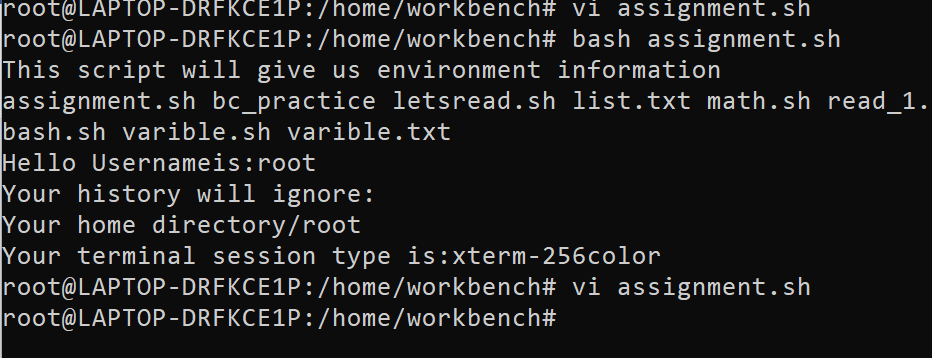 root@LAPTOP-DRFKCE1P:/home/workbench# vi assignment.sh
root@LAPTOP-DRFKCE1P:/home/workbench# bash assignment.sh
This script will give us environment information
assignment.sh bc_practice letsread.sh list.txt math.sh read_1.
bash.sh varible.sh varible.txt
Hello Usernameis:root
Your history will ignore:
Your home directory/root
Your terminal session type is:xterm-256color
root@LAPTOP-DRFKCE1P:/home/workbench# vi assignment.sh
root@LAPTOP-DRFKCE1P:/home/workbench#